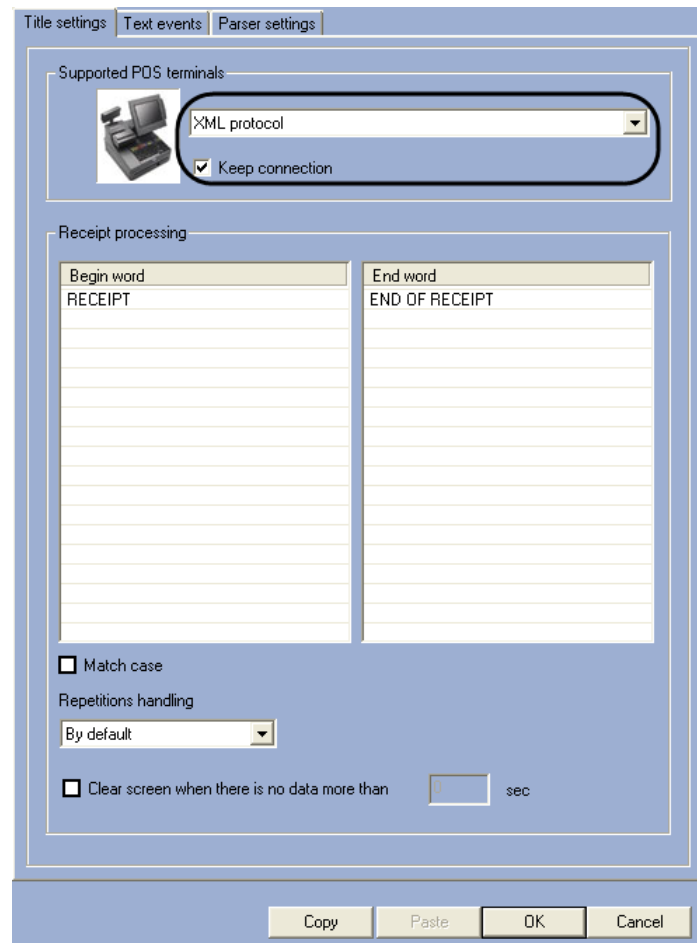 Title settings Text events Parser settings
Supported POS terminals
XML protocol
Keep connection
Receipt processing
Begin word End word
RECEIPT END OF RECEIPT
Match case
Repetitions handling
By default
Clear screen when there is no data more than 0 sec
Copy Paste OK Cancel